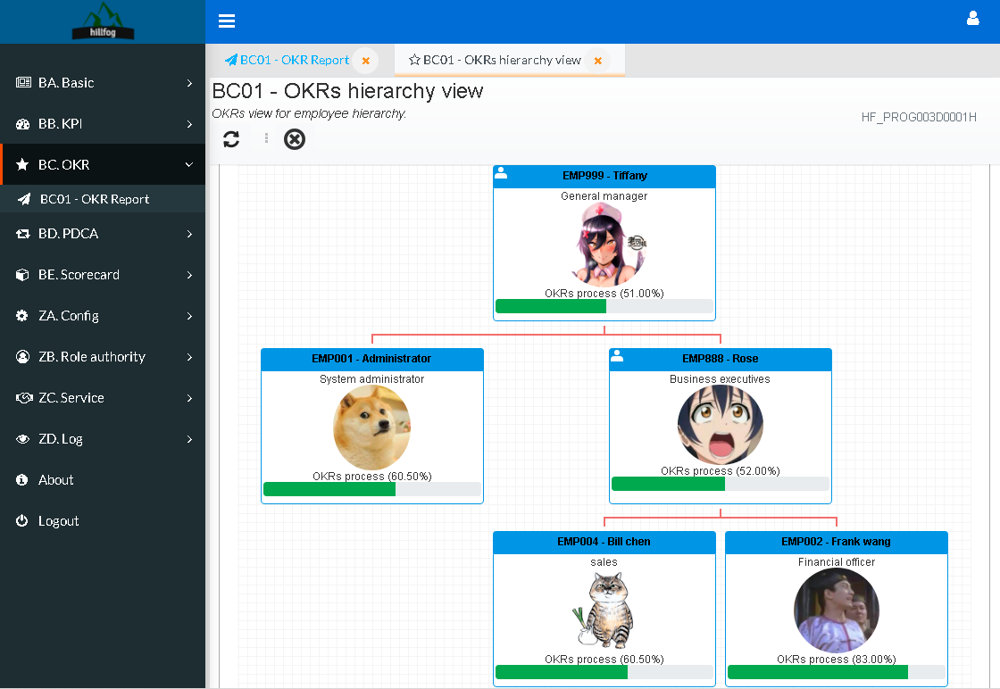 hillfog
BA. Basic
BB. KPI
BC. OKR
BC01 - OKR Report
BD. PDCA
BE. Scorecard
ZA. Config
ZB. Role authority
ZC. Service
ZD. Log
About
Logout
BC01 - OKR Report
BC01 - OKRs hierarchy view
BC01 - OKRs hierarchy view
OKRs view for employee hierarchy.
HF_PROG003D0001H
EMP999 - Tiffany
General manager
OKRs process (51.00%)
EMP001 - Administrator
System administrator
OKRs process (60.50%)
EMP888 - Rose
Business executives
OKRs process (52.00%)
EMP004 - Bill chen
sales
OKRs process (60.50%)
EMP002 - Frank wang
Financial officer
OKRs process (83.00%)